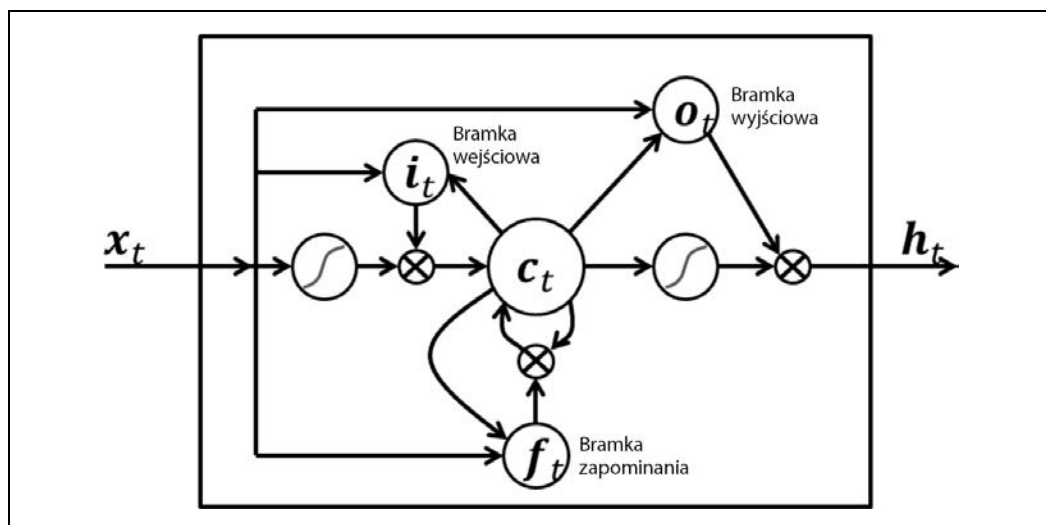 Bramka
wyjściowa
o_t
Bramka
wejściowa
i_t
x_t
c_t
h_t
f_t
Bramka
zapominania